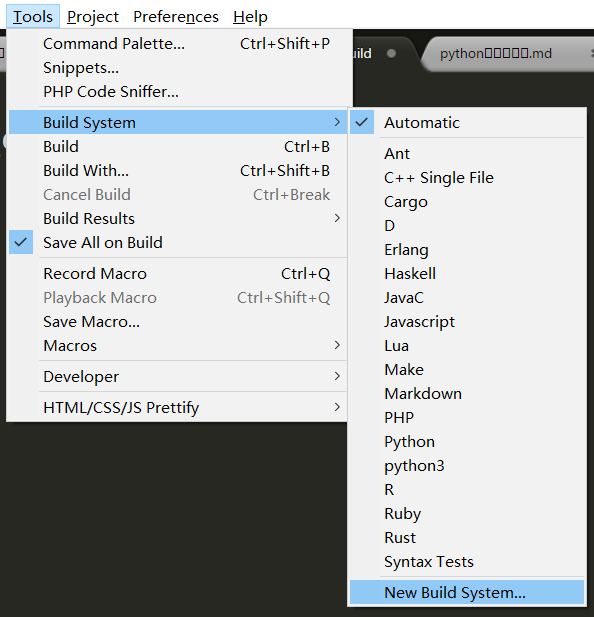 Tools Project Preferences Help
Command Palette... Ctrl+Shift+P
Snippets...
PHP Code Sniffer...
Build System
Build Ctrl+B
Build With... Ctrl+Shift+B
Cancel Build Ctrl+Break
Build Results
Save All on Build
Record Macro Ctrl+Q
Playback Macro Ctrl+Shift+Q
Save Macro...
Macros
Developer
HTML/CSS/JS Prettify
uild
python□□□□□.md
Automatic
Ant
C++ Single File
Cargo
D
Erlang
Haskell
JavaC
Javascript
Lua
Make
Markdown
PHP
Python
python3
R
Ruby
Rust
Syntax Tests
New Build System...